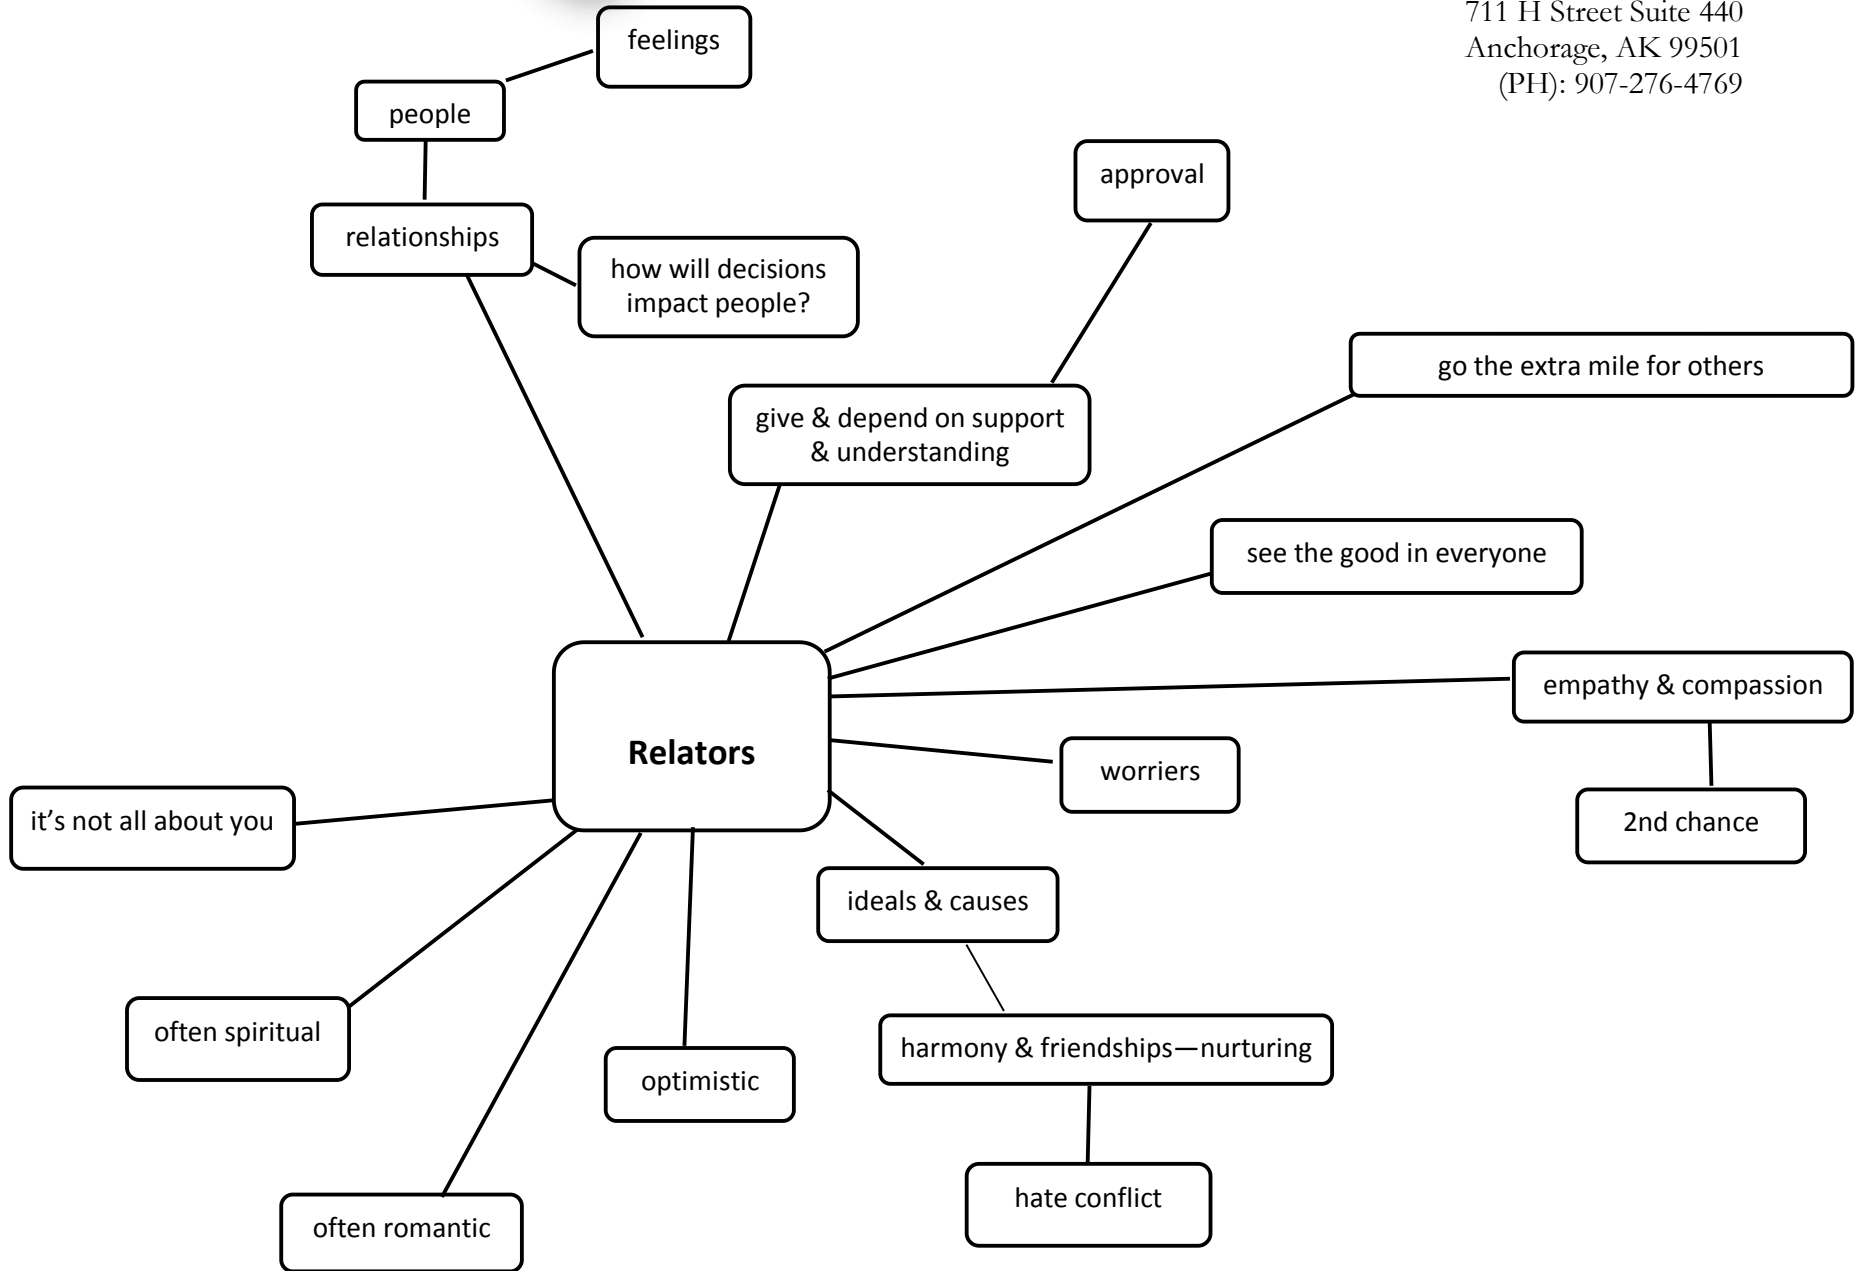 711 H Street Suite 440
Anchorage, AK 99501
(PH): 907-276-4769
feelings
people
approval
relationships
how will decisions
impact people?
go the extra mile for others
give & depend on support
& understanding
see the good in everyone
empathy & compassion
Relators
worriers
2nd chance
it’s not all about you
ideals & causes
often spiritual
harmony & friendships—nurturing
optimistic
hate conflict
often romantic